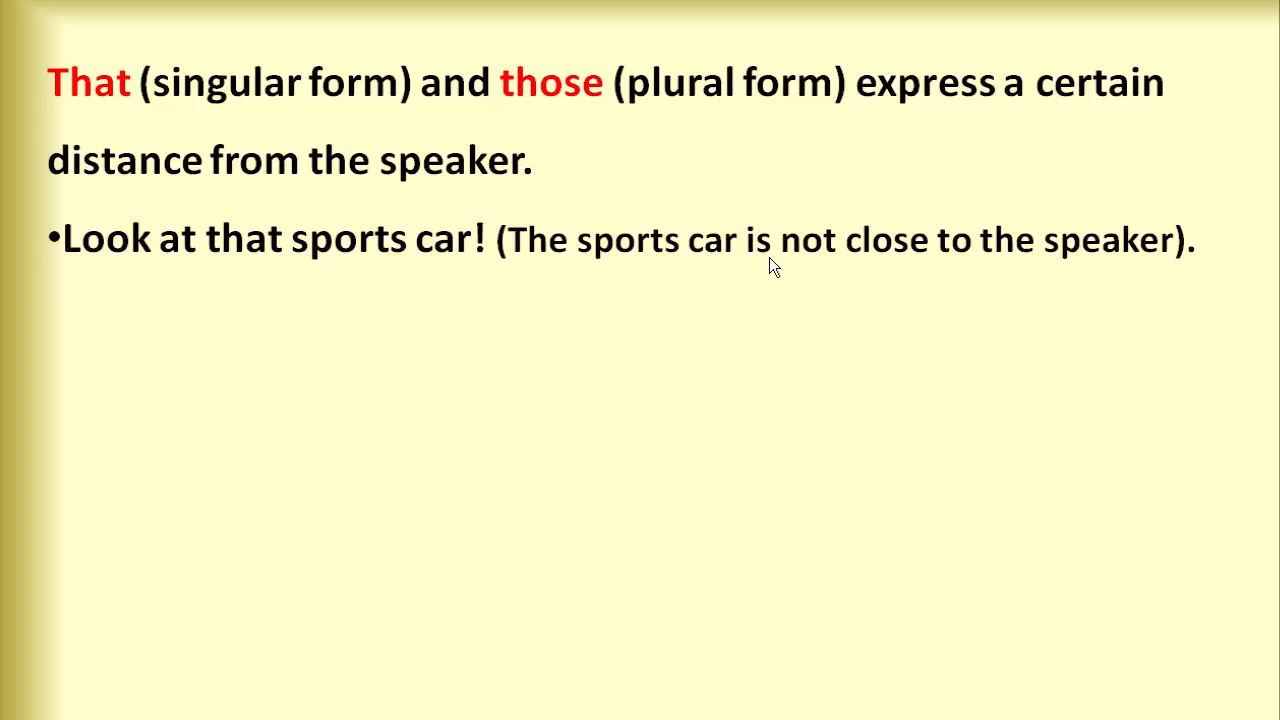 That (singular form) and those (plural form) express a certain
distance from the speaker.
•Look at that sports car! (The sports car is not close to the speaker).